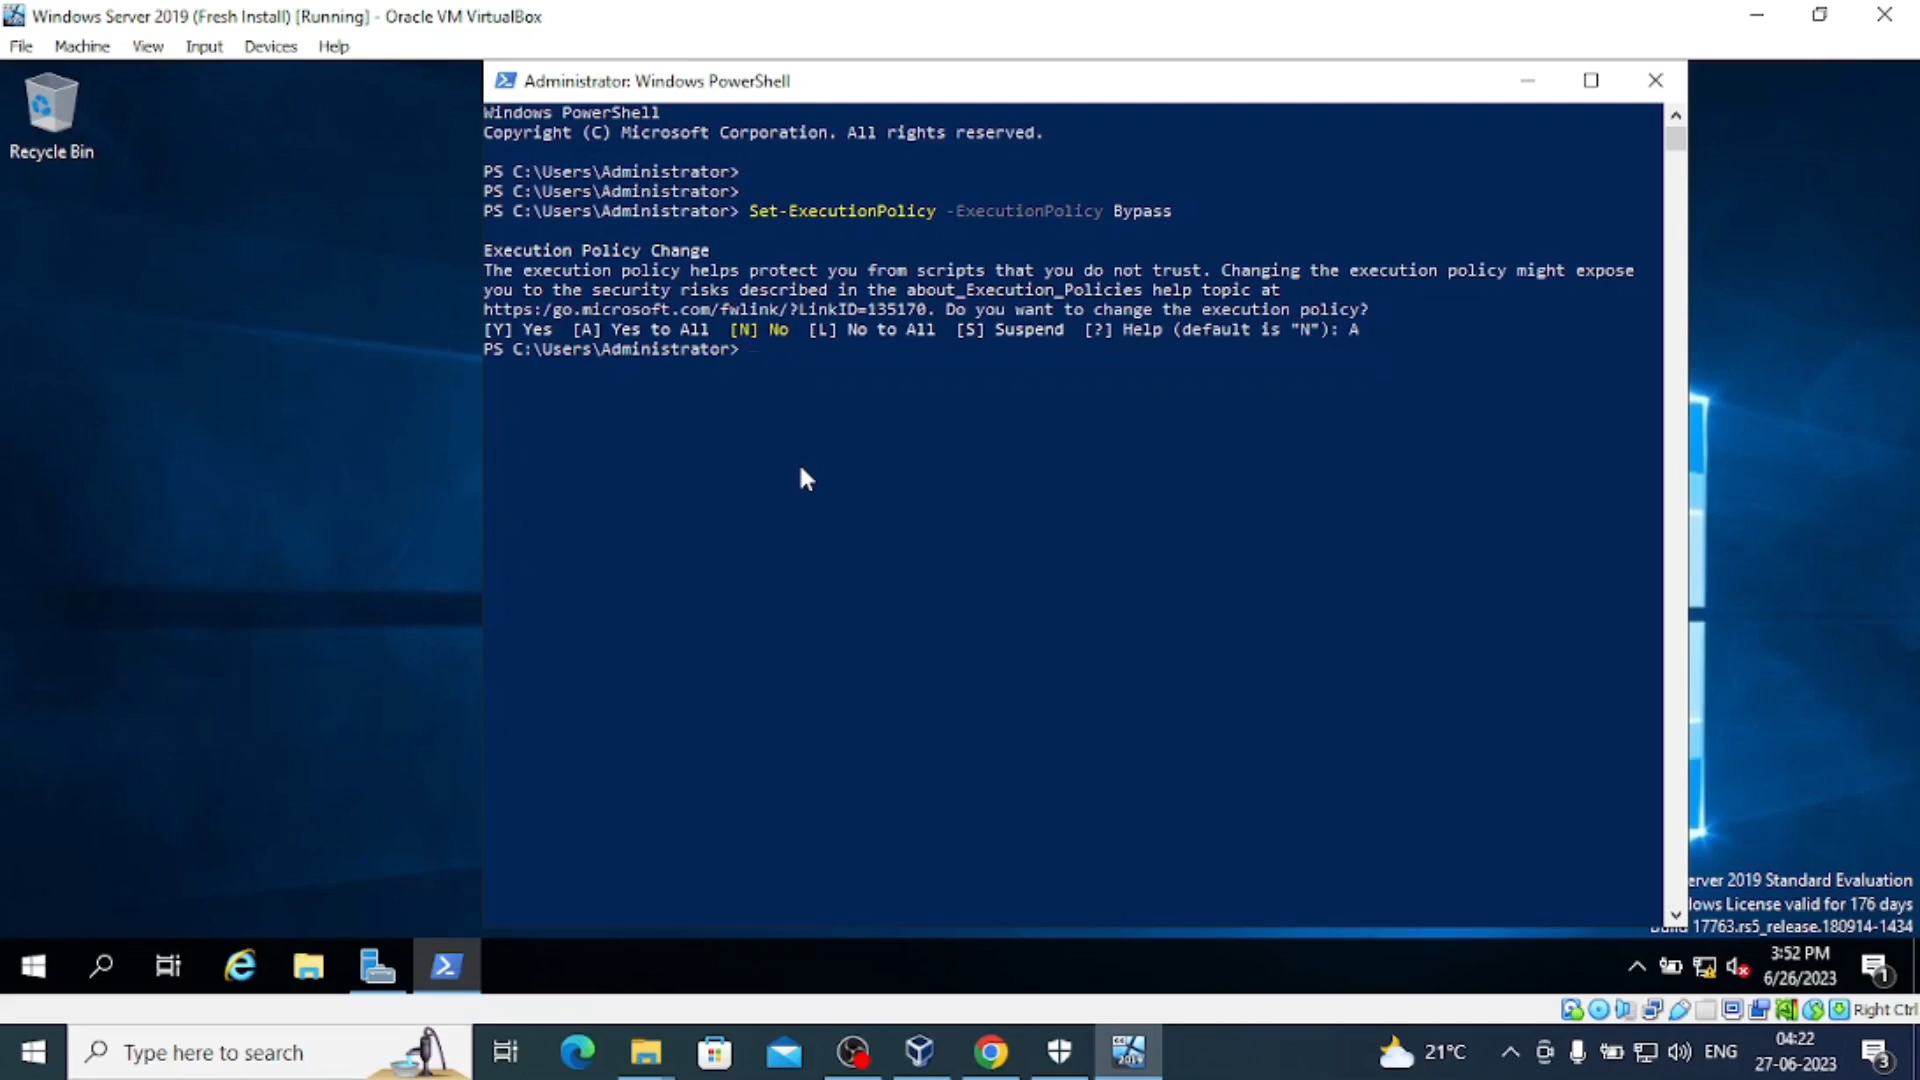 Windows Server 2019 (Fresh Install) [Running] - Oracle VM VirtualBox
File Machine View Input Devices Help
Recycle Bin
Administrator: Windows PowerShell
Windows PowerShell
Copyright (C) Microsoft Corporation. All rights reserved.
PS C:\Users\Administrator>
PS C:\Users\Administrator>
PS C:\Users\Administrator> Set-ExecutionPolicy -ExecutionPolicy Bypass
Execution Policy Change
The execution policy helps protect you from scripts that you do not trust. Changing the execution policy might expose
you to the security risks described in the about_Execution_Policies help topic at
https:/go.microsoft.com/fwlink/?LinkID=135170. Do you want to change the execution policy?
[Y] Yes [A] Yes to All [N] No [L] No to All [S] Suspend [?] Help (default is "N"): A
PS C:\Users\Administrator>
erver 2019 Standard Evaluation
lows License valid for 176 days
17763.rs5_release.180914-1434
3:52 PM
6/26/2023
1
Right Ctrl
Type here to search
2019
21°C
ENG
04:22
27-06-2023
3